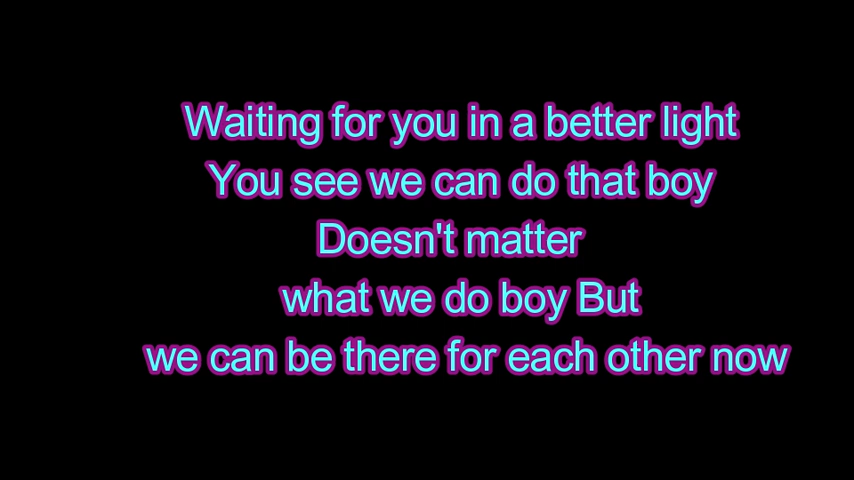 Waiting for you in a better light
You see we can do that boy
Doesn't matter
what we do boy But
we can be there for each other now